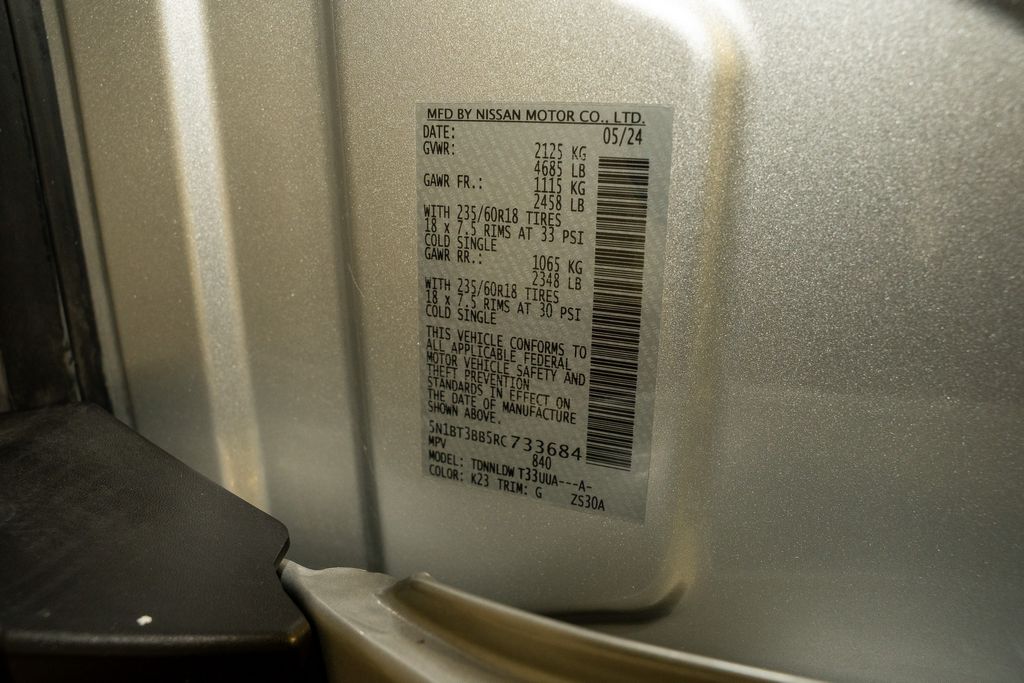 MFD BY NISSAN MOTOR CO., LTD.
DATE: 05/24
GVWR: 2125 KG
4685 LB
GAWR FR.: 1115 KG
2458 LB
WITH 235/60R18 TIRES
18 x 7.5 RIMS AT 33 PSI
COLD SINGLE
GAWR RR.: 1065 KG
2348 LB
WITH 235/60R18 TIRES
18 x 7.5 RIMS AT 30 PSI
COLD SINGLE
THIS VEHICLE CONFORMS TO
ALL APPLICABLE FEDERAL
MOTOR VEHICLE SAFETY AND
THEFT PREVENTION
STANDARDS IN EFFECT ON
THE DATE OF MANUFACTURE
SHOWN ABOVE.
5N1BT3BB5RC733684
MPV 840
MODEL: TDNNLDW T33UUA---A-
COLOR: K23 TRIM: G ZS30A